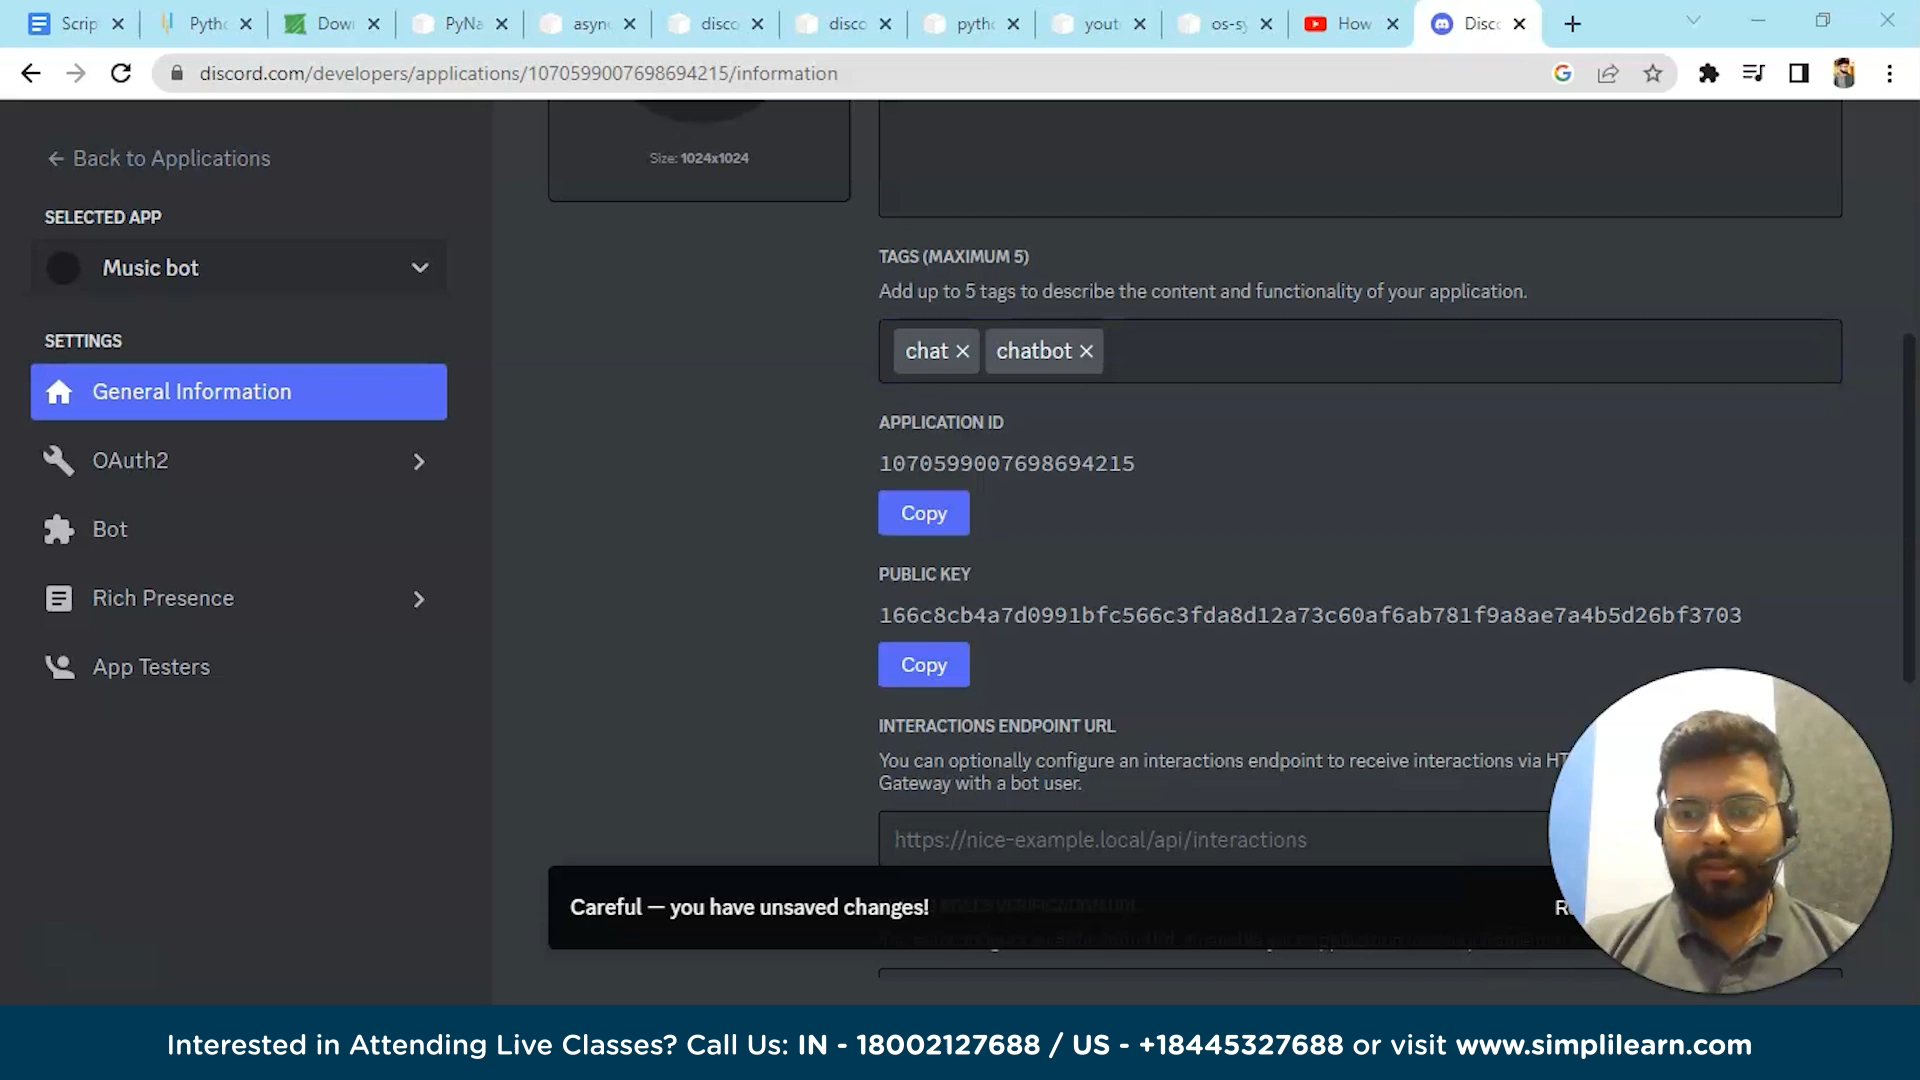 Scrip
Pytho
Dow
PyNa
async
disco
disco
pytho
yout
os-sy
How
Disc
discord.com/developers/applications/1070599007698694215/information
Back to Applications
SELECTED APP
Music bot
SETTINGS
General Information
OAuth2
Bot
Rich Presence
App Testers
Size: 1024x1024
TAGS (MAXIMUM 5)
Add up to 5 tags to describe the content and functionality of your application.
chat
chatbot
APPLICATION ID
1070599007698694215
Copy
PUBLIC KEY
166c8cb4a7d0991bfc566c3fda8d12a73c60af6ab781f9a8ae7a4b5d26bf3703
Copy
INTERACTIONS ENDPOINT URL
You can optionally configure an interactions endpoint to receive interactions via HT
Gateway with a bot user.
https://nice-example.local/api/interactions
Careful — you have unsaved changes!
Interested in Attending Live Classes? Call Us: IN - 18002127688 / US - +18445327688 or visit www.simplilearn.com